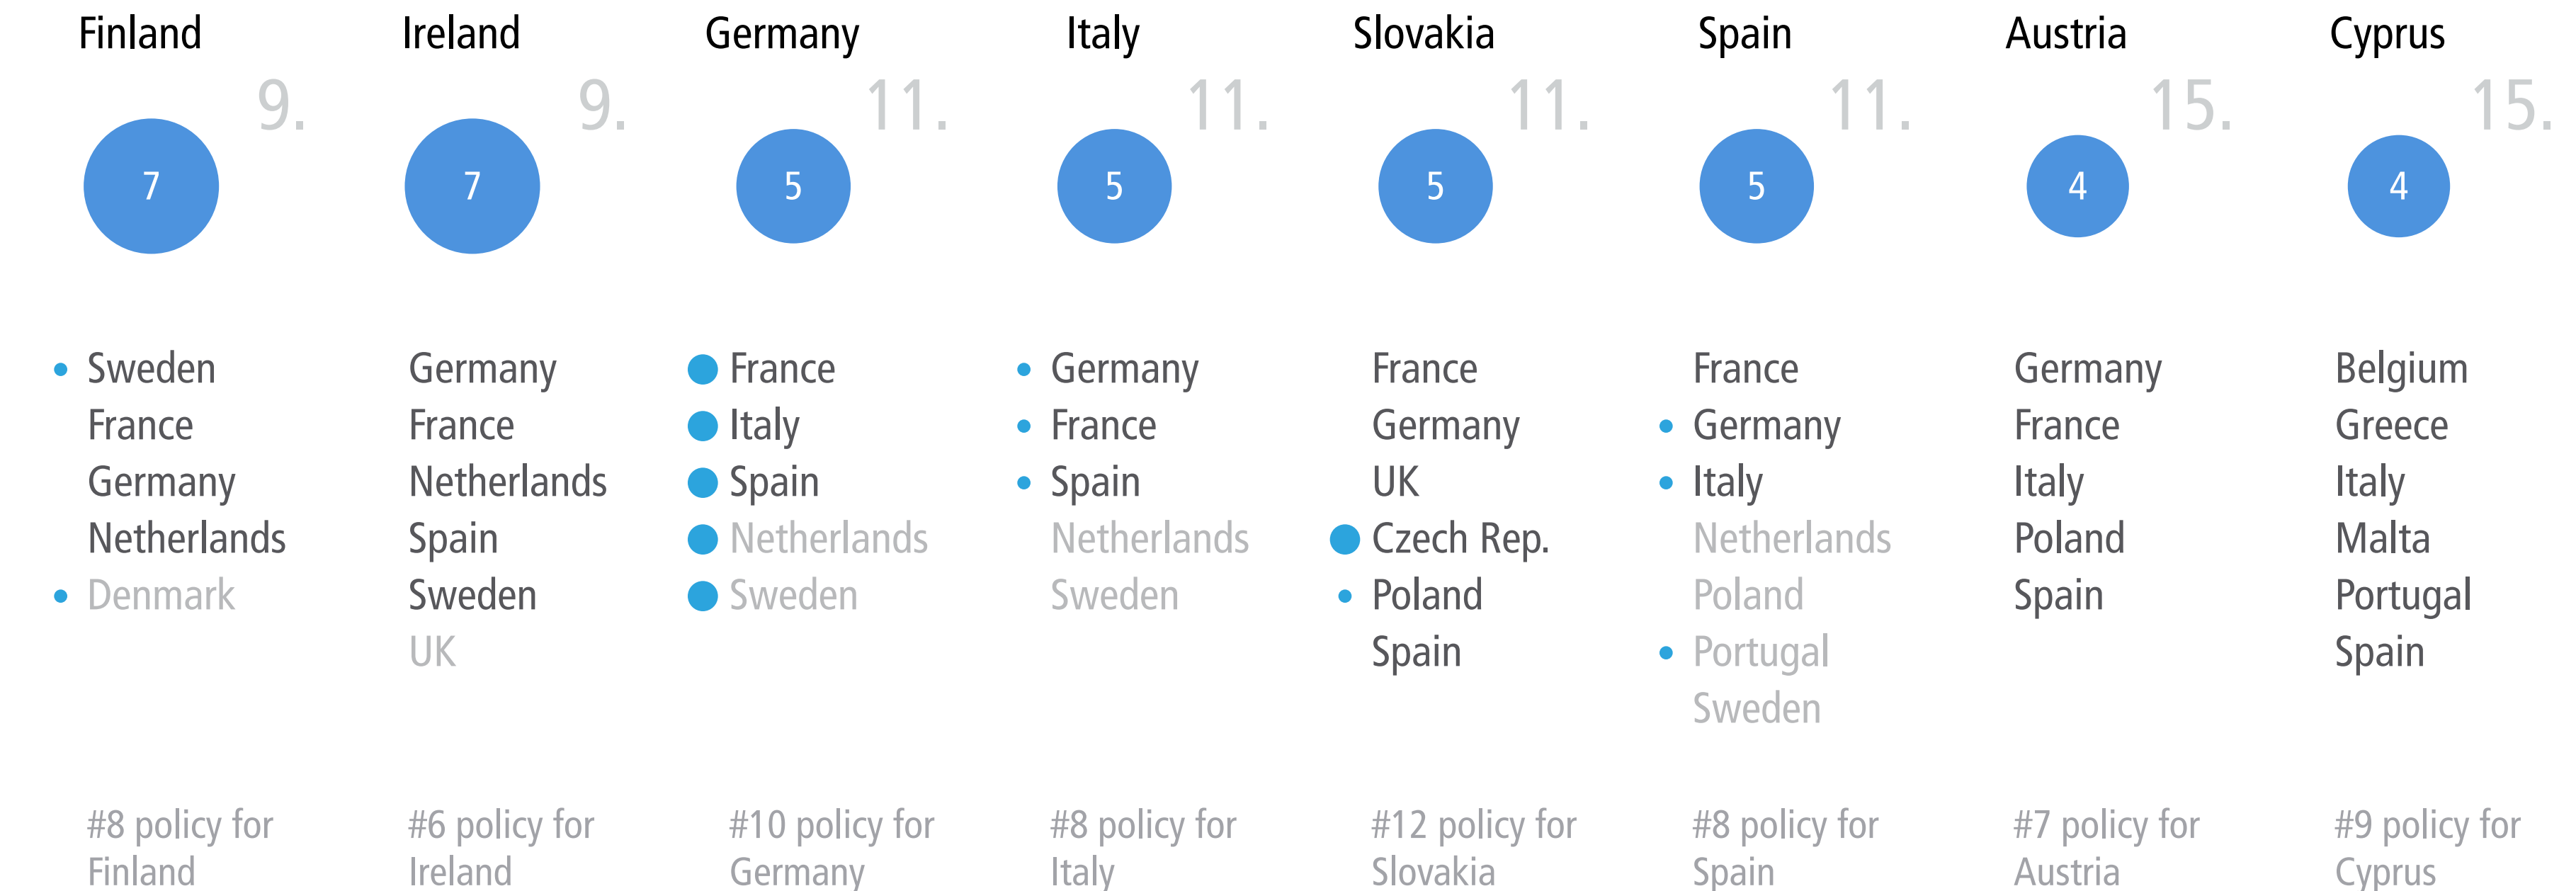 Finland
9.
7
Sweden
France
Germany
Netherlands
Denmark
#8 policy for
Finland
Ireland
9.
7
Germany
France
Netherlands
Spain
Sweden
UK
#6 policy for
Ireland
Germany
11.
5
France
Italy
Spain
Netherlands
Sweden
#10 policy for
Germany
Italy
11.
5
Germany
France
Spain
Netherlands
Sweden
#8 policy for
Italy
Slovakia
11.
5
France
Germany
UK
Czech Rep.
Poland
Spain
#12 policy for
Slovakia
Spain
11.
5
France
Germany
Italy
Netherlands
Poland
Portugal
Sweden
#8 policy for
Spain
Austria
15.
4
Germany
France
Italy
Poland
Spain
#7 policy for
Austria
Cyprus
15.
4
Belgium
Greece
Italy
Malta
Portugal
Spain
#9 policy for
Cyprus